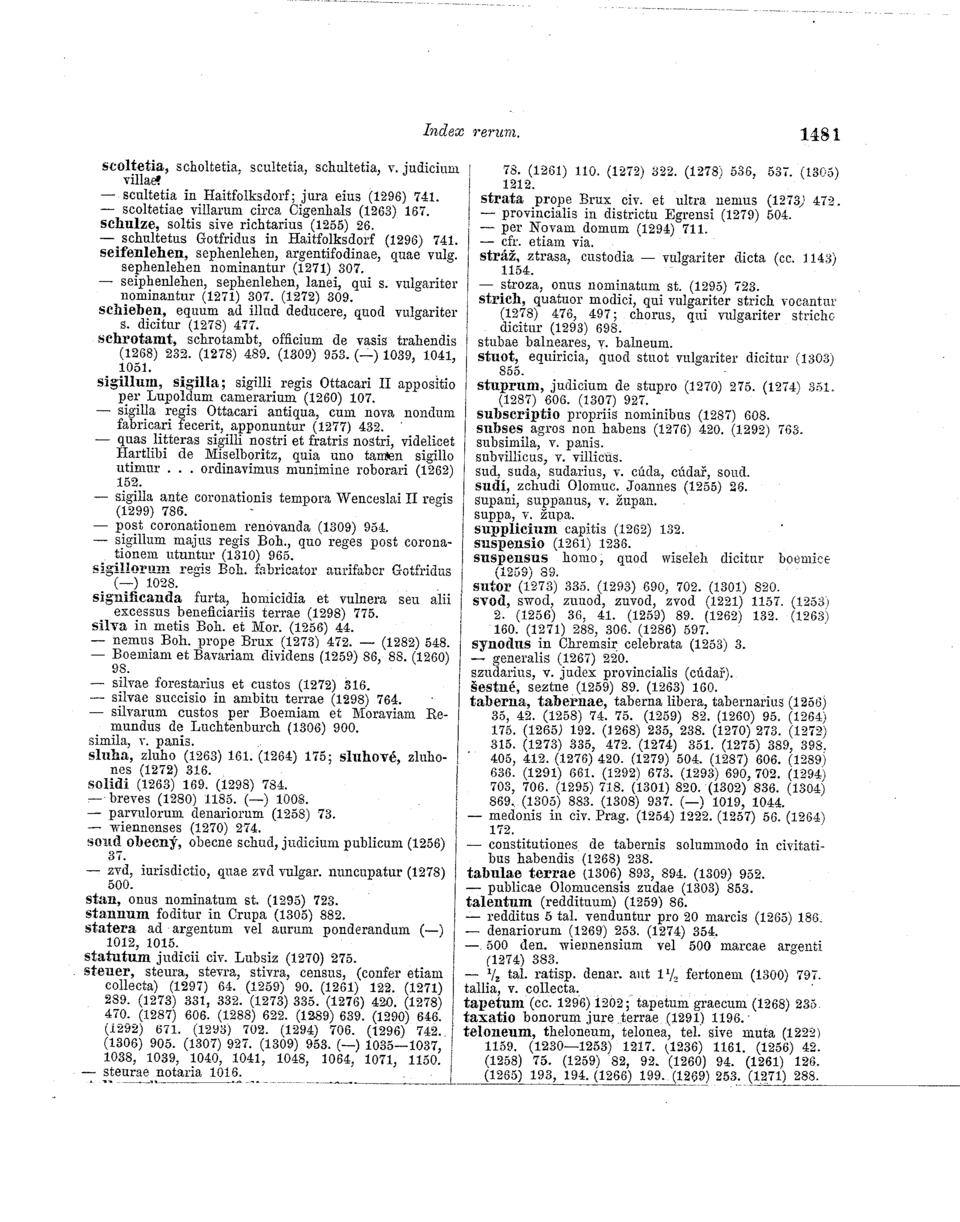 Index rerum. 1481
scoltetia, scholtetia, scultetia, schultetia, v. judicium
villae
— scultetia in Haitfolksdorf; jura eius (1296) 741.
— scoltetiae villarum circa Cigenhals (1263) 167.
schulze, soltis sive richtarius (1255) 26.
— schultetus Gotfridus in Haitfolksdorf (1296) 741.
seifenlehen, sephenlehen, argentifodinae, quae vulg.
sephenlehen nominantur (1271) 307.
— seiphenlehen, sephenlehen, lanei, qui s. vulgariter
nominantur (1271) 307. (1272) 309.
schieben, equum ad illud deducere, quod vulgariter
s. dicitur (1278) 477.
schrotamt, schrotambt, officium de vasis trahendis
(1268) 232. (1278) 489. (1309) 953. (—) 1039, 1041,
1051.
sigillum, sigilla; sigilli regis Ottacari II appositio
per Lupoldum camerarium (1260) 107.
— sigilla regis Ottacari antiqua, cum nova nondum
fabricari fecerit, apponuntur (1277) 432.
— quas litteras sigilli nostri et fratris nostri, videlicet
Hartlibi de Miselboritz, quia uno tamen sigillo
utimur . . . ordinavimus munimine roborari (1262)
152.
— sigilla ante coronationis tempora Wenceslai II regis
(1299) 786.
— post coronationem renovanda (1309) 954.
— sigillum majus regis Boh., quo reges post corona-
tionem utuntur (1310) 965.
sigillorum regis Boh. fabricator aurifaber Gotfridus
(—) 1028.
significanda furta, homicidia et vulnera seu alii
excessus beneficiariis terrae (1298) 775.
silva in metis Boh. et Mor. (1256) 44.
— nemus Boh. prope Brux (1273) 472. — (1282) 548.
— Boemiam et Bavariam dividens (1259) 86, 88. (1260)
98.
— silvae forestarius et custos (1272) 316.
— silvae succisio in ambitu terrae (1298) 764.
— silvarum custos per Boemiam et Moraviam Re-
mundus de Luchtenburch (1306) 900.
simila, v. panis.
sluha, zluho (1263) 161. (1264) 175; sluhové, zluho-
nes (1272) 316.
solidi (1263) 169. (1298) 784.
— breves (1280) 1185. (—) 1008.
— parvulorum denariorum (1258) 73.
— wiennenses (1270) 274.
soud obecný, obecne schud, judicium publicum (1256)
37.
— zvd, iurisdictio, quae zvd vulgar. nuncupatur (1278)
500.
stan, onus nominatum st. (1295) 723.
stannum foditur in Crupa (1305) 882.
statera ad argentum vel aurum ponderandum (—)
1012, 1015.
statutum judicii civ. Lubsiz (1270) 275.
steuer, steura, stevra, stivra, census, (confer etiam
collecta) (1297) 64. (1259) 90. (1261) 122. (1271)
289. (1273) 331, 332. (1273) 335. (1276) 420. (1278)
470. (1287) 606. (1288) 622. (1289) 639. (1290) 646.
(1292) 671. (1293) 702. (1294) 706. (1296) 742.
(1306) 905. (1307) 927. (1309) 953. (—) 1035—1037,
1038, 1039, 1040, 1041, 1048, 1064, 1071, 1150.
— steurae notaria 1016.
78. (1261) 110. (1272) 322. (1278) 536, 537. (1305)
1212.
strata prope Brux civ. et ultra nemus (1273) 472.
— provincialis in districtu Egrensi (1279) 504.
— per Novam domum (1294) 711.
— cfr. etiam via.
stráž, ztrasa, custodia — vulgariter dicta (cc. 1143)
1154.
— stroza, onus nominatum st. (1295) 723.
strich, quatuor modici, qui vulgariter strich vocantur
(1278) 476, 497; chorus, qui vulgariter striche
dicitur (1293) 698.
stubae balneares, v. balneum.
stuot, equiricia, quod stuot vulgariter dicitur (1303)
855.
stuprum, judicium de stupro (1270) 275. (1274) 351.
(1287) 606. (1307) 927.
subscriptio propriis nominibus (1287) 608.
subses agros non habens (1276) 420. (1292) 763.
subsimila, v. panis.
subvillicus, v. villicus.
sud, suda, sudarius, v. cúda, cúdař, soud.
sudí, zchudi Olomuc. Joannes (1255) 26.
supani, suppanus, v. župan.
suppa, v. župa.
supplicium capitis (1262) 132.
suspensio (1261) 1236.
suspensus homo, quod wiseleh dicitur boemice
(1259) 89.
sutor (1273) 335. (1293) 690, 702. (1301) 820.
svod, swod, zuuod, zuvod, zvod (1221) 1157. (1253)
2. (1256) 36, 41. (1259) 89. (1262) 132. (1263)
160. (1271) 288, 306. (1286) 597.
synodus in Chremsir celebrata (1253) 3.
— generalis (1267) 220.
szudarius, v. judex provincialis (cúdař).
šestné, seztne (1259) 89. (1263) 160.
taberna, tabernae, taberna libera, tabernarius (1256)
35, 42. (1258) 74. 75. (1259) 82. (1260) 95. (1264)
175. (1265) 192. (1268) 235, 238. (1270) 273. (1272)
315. (1273) 335, 472. (1274) 351. (1275) 389, 398.
405, 412. (1276) 420. (1279) 504. (1287) 606. (1289)
636. (1291) 661. (1292) 673. (1293) 690, 702. (1294)
703, 706. (1295) 718. (1301) 820. (1302) 836. (1304)
869. (1305) 883. (1308) 937. (—) 1019, 1044.
— medonis in civ. Prag. (1254) 1222. (1257) 56. (1264)
172.
— constitutiones de tabernis solummodo in civitati-
bus habendis (1268) 238.
tabulae terrae (1306) 893, 894. (1309) 952.
— publicae Olomucensis zudae (1303) 853.
talentum (reddituum) (1259) 86.
— redditus 5 tal. venduntur pro 20 marcis (1265) 186.
— denariorum (1269) 253. (1274) 354.
— 500 den. wiennensium vel 500 marcae argenti
(1274) 383.
— ½ tal. ratisp. denar. aut 1½ fertonem (1300) 797.
tallia, v. collecta.
tapetum (cc. 1296) 1202; tapetum graecum (1268) 235.
taxatio bonorum jure terrae (1291) 1196.
teloneum, theloneum, telonea, tel. sive muta (1222)
1159. (1230—1253) 1217. (1236) 1161. (1256) 42.
(1258) 75. (1259) 82, 92. (1260) 94. (1261) 126.
(1265) 193, 194. (1266) 199. (1269) 253. (1271) 288.